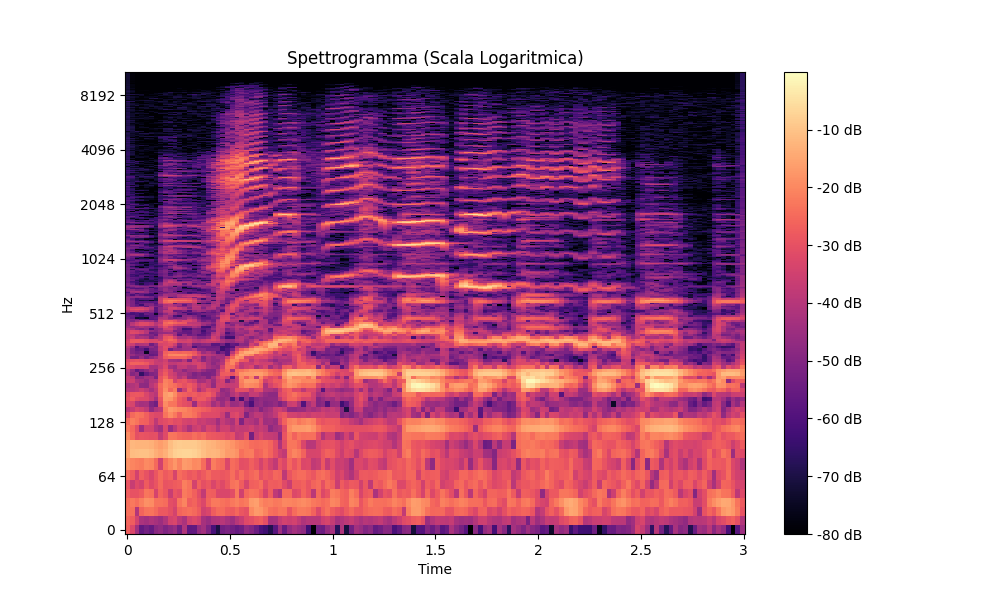 Spettrogramma (Scala Logaritmica)
8192
4096
2048
1024
512
256
128
64
0
Hz
0
0.5
1
1.5
2
2.5
3
Time
-10 dB
-20 dB
-30 dB
-40 dB
-50 dB
-60 dB
-70 dB
-80 dB